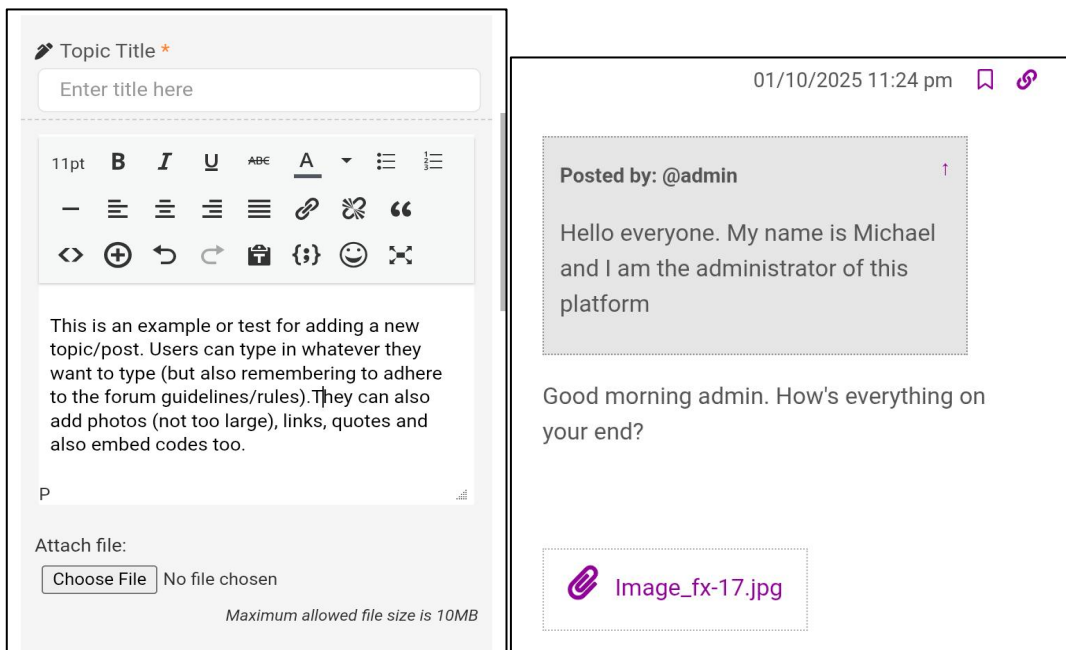 Topic Title *
Enter title here
11pt B I U ABC A
{;}
This is an example or test for adding a new
topic/post. Users can type in whatever they
want to type (but also remembering to adhere
to the forum guidelines/rules).They can also
add photos (not too large), links, quotes and
also embed codes too.
P
Attach file:
Choose File No file chosen
Maximum allowed file size is 10MB
01/10/2025 11:24 pm
Posted by: @admin ↑
Hello everyone. My name is Michael
and I am the administrator of this
platform
Good morning admin. How's everything on
your end?
Image_fx-17.jpg